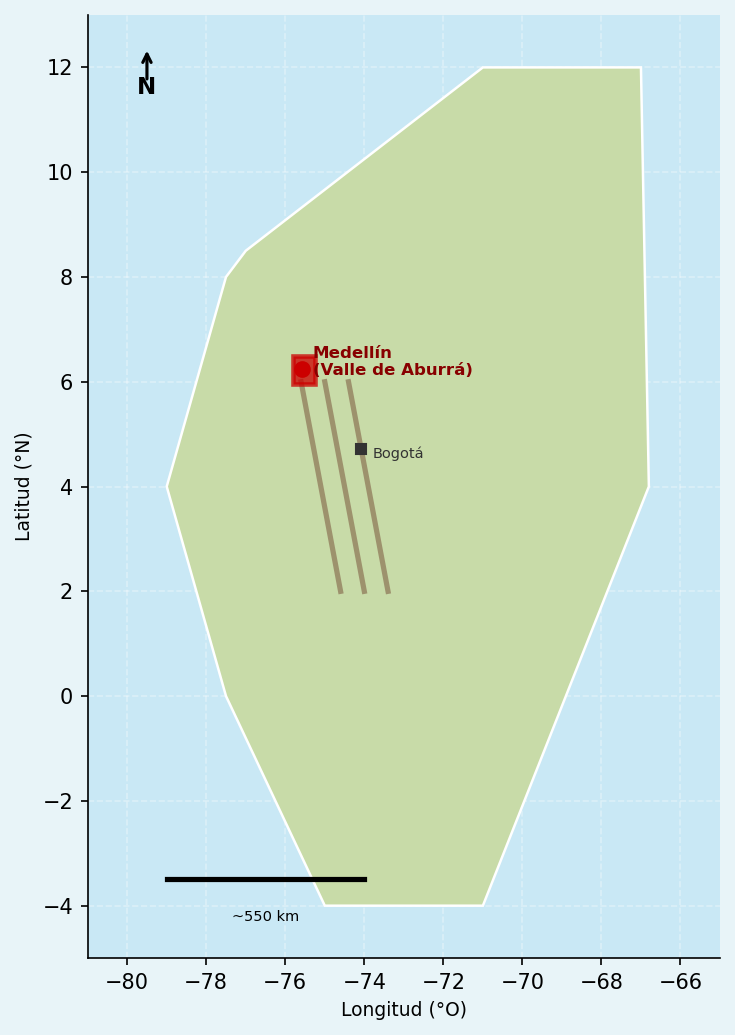 N
12
10
8
6
4
2
0
−2
−4
Latitud (°N)
Medellín
(Valle de Aburrá)
Bogotá
~550 km
−80 −78 −76 −74 −72 −70 −68 −66
Longitud (°O)